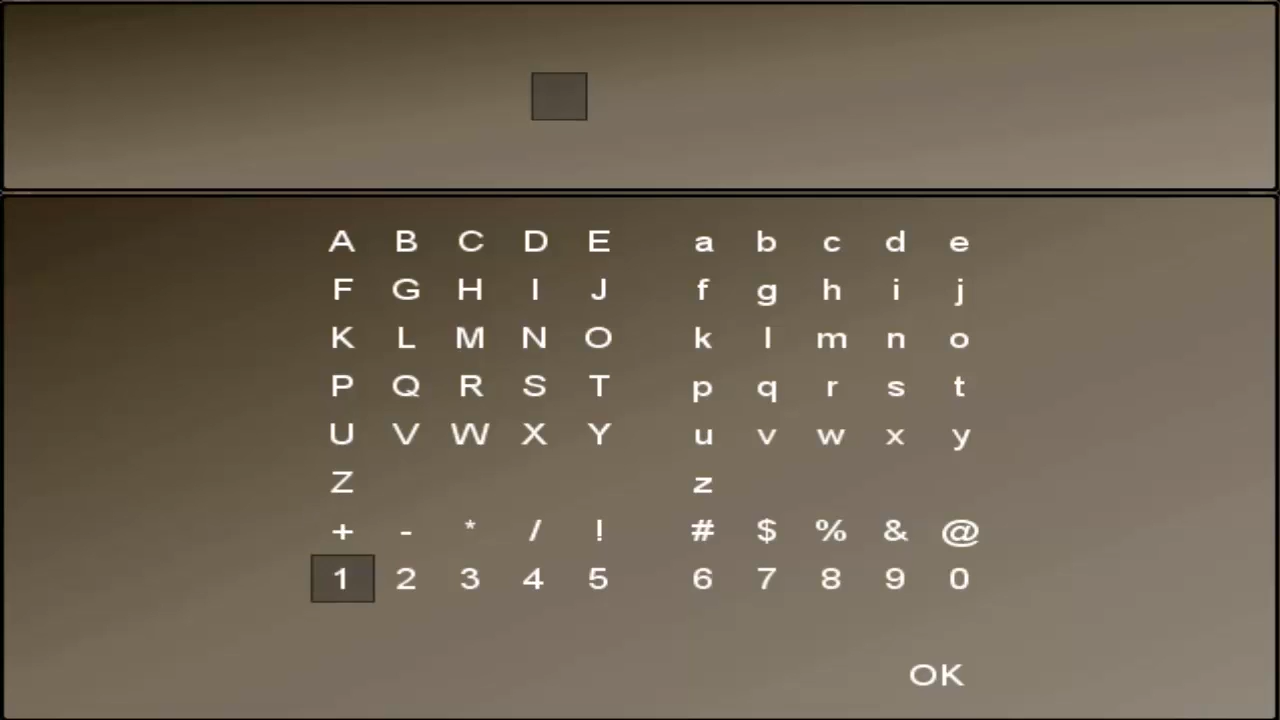 A B C D E a b c d e
F G H I J f g h i j
K L M N O k l m n o
P Q R S T p q r s t
U V W X Y u v w x y
Z z
+ - * / ! # $ % & @
1 2 3 4 5 6 7 8 9 0
OK